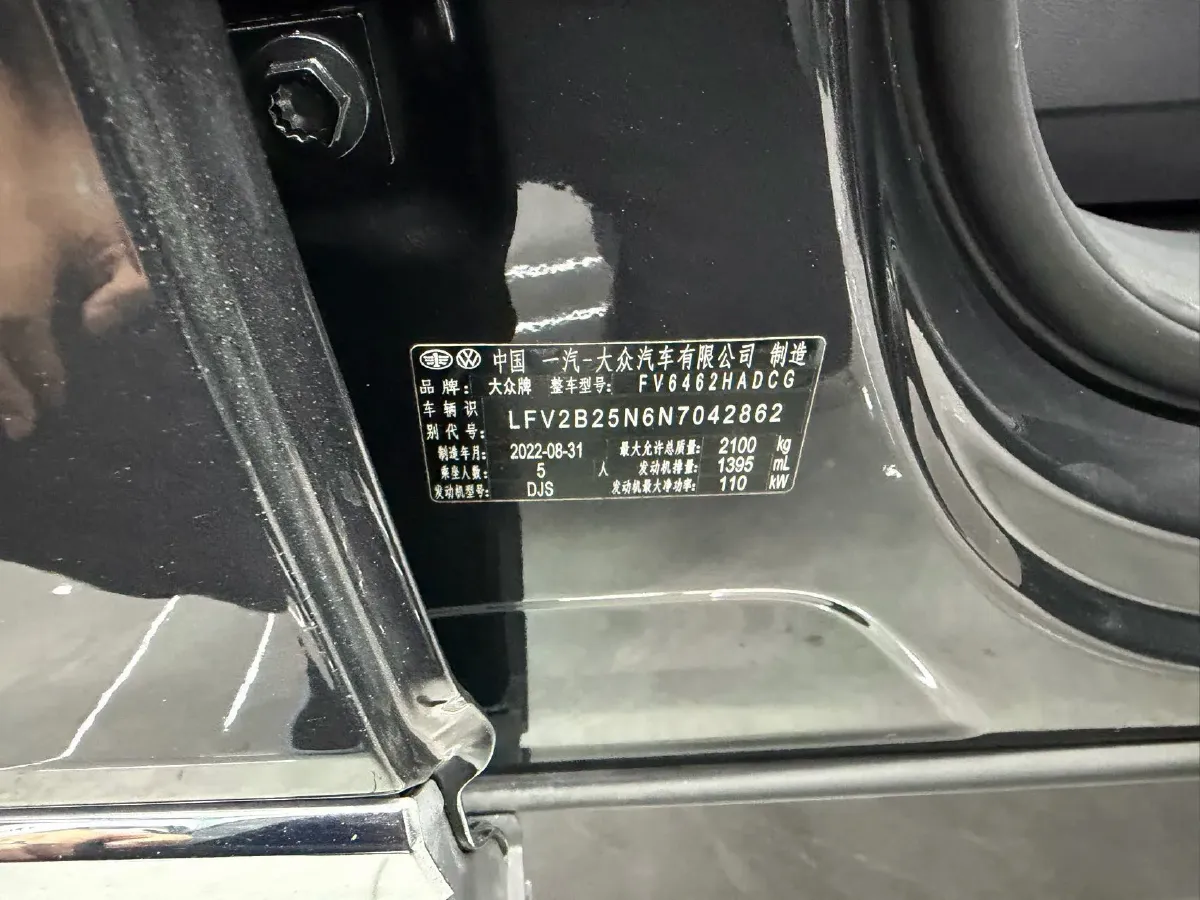 中国 一汽-大众汽车有限公司 制造
品牌: 大众牌 整车型号: FV6462HADCG
车辆识别代号: LFV2B25N6N7042862
制造年月: 2022-08-31 最大允许总质量: 2100 kg
乘坐人数: 5 人 发动机排量: 1395 mL
发动机型号: DJS 发动机最大净功率: 110 kW